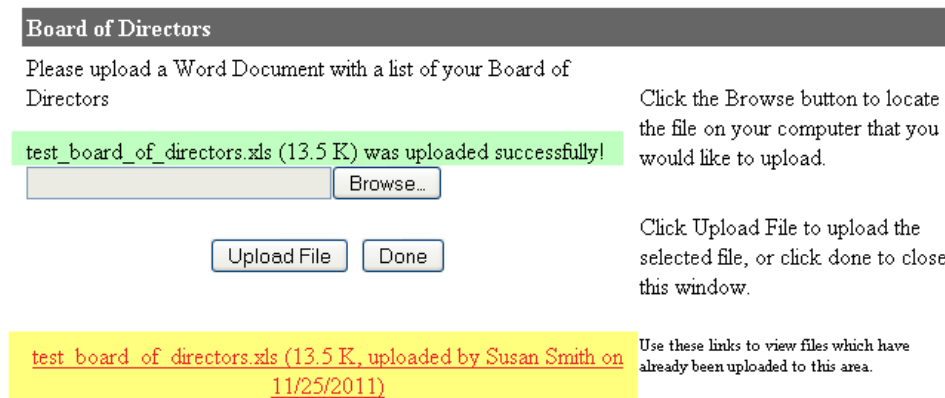 Board of Directors
Please upload a Word Document with a list of your Board of
Directors
test_board_of_directors.xls (13.5 K) was uploaded successfully!
Browse...
Upload File
Done
test_board_of_directors.xls (13.5 K, uploaded by Susan Smith on
11/25/2011)
Click the Browse button to locate
the file on your computer that you
would like to upload.
Click Upload File to upload the
selected file, or click done to close
this window.
Use these links to view files which have
already been uploaded to this area.